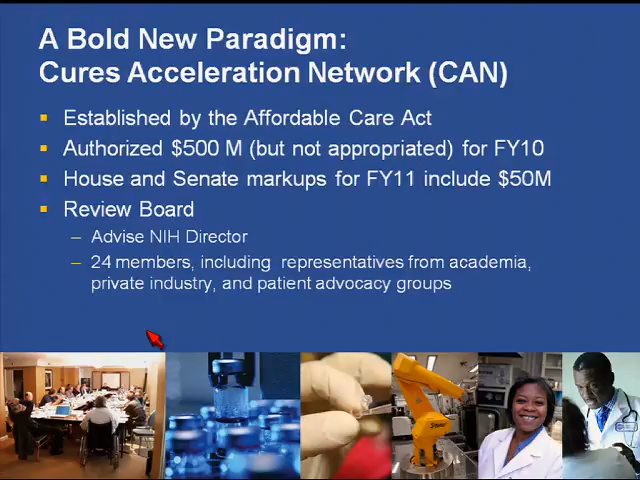 A Bold New Paradigm:
Cures Acceleration Network (CAN)
Established by the Affordable Care Act
Authorized $500 M (but not appropriated) for FY10
House and Senate markups for FY11 include $50M
Review Board
– Advise NIH Director
– 24 members, including representatives from academia,
private industry, and patient advocacy groups